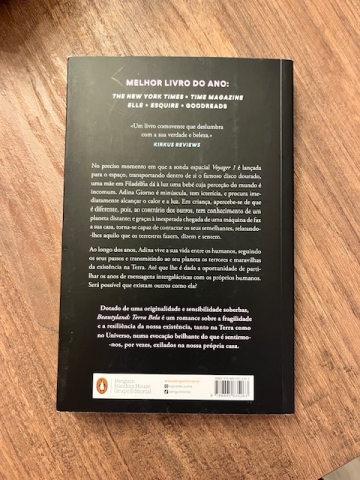 MELHOR LIVRO DO ANO:
THE NEW YORK TIMES • TIME MAGAZINE
ELLE • ESQUIRE • GOODREADS
«Um livro comovente que deslumbra
com a sua verdade e beleza.»
KIRKUS REVIEWS
No preciso momento em que a sonda espacial Voyager 1 é lançada
para o espaço, transportando dentro de si o famoso disco dourado,
uma mãe em Filadélfia dá à luz uma bebé cuja perceção do mundo é
incomum. Adina Giorno é minúscula, tem icterícia, e procura ime-
diatamente alcançar o calor e a luz. Em criança, apercebe-se de que
é diferente, pois, ao contrário dos outros, tem conhecimento de um
planeta distante; e graças à inesperada chegada de uma máquina de fax
a sua casa, torna-se capaz de contactar os seus semelhantes, relatando-
-lhes aquilo que os terrestres fazem, dizem e sentem.
Ao longo dos anos, Adina vive a sua vida entre os humanos, seguindo
os seus passos e transmitindo ao seu planeta os terrores e maravilhas
da existência na Terra. Até que lhe é dada a oportunidade de parti-
lhar os anos de mensagens intergalácticas com os próprios humanos.
Será possível que existam outros como ela?
Dotado de uma originalidade e sensibilidade soberbas,
Beautyland: Terra Bela é um romance sobre a fragilidade
e a resiliência da nossa existência, tanto na Terra como
no Universo, numa evocação brilhante do que é sentirmo-
-nos, por vezes, exilados na nossa própria casa.
Penguin
Random House
Grupo Editorial